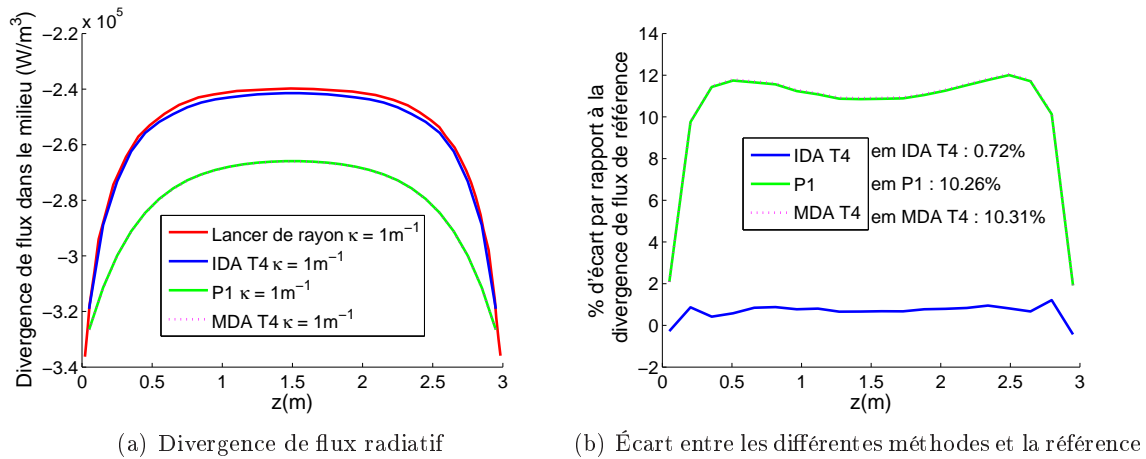 x 10⁵
−2.2
−2.4
−2.6
−2.8
−3
−3.2
−3.4
Divergence de flux dans le milieu (W/m³)
Lancer de rayon κ = 1m⁻¹
IDA T4 κ = 1m⁻¹
P1 κ = 1m⁻¹
MDA T4 κ = 1m⁻¹
0 0.5 1 1.5 2 2.5 3
z(m)
(a) Divergence de flux radiatif
14
12
10
8
6
4
2
0
−2
% d'écart par rapport à la
divergence de flux de référence
IDA T4
P1
MDA T4
em IDA T4 : 0.72%
em P1 : 10.26%
em MDA T4 : 10.31%
0 0.5 1 1.5 2 2.5 3
z(m)
(b) Écart entre les différentes méthodes et la référence